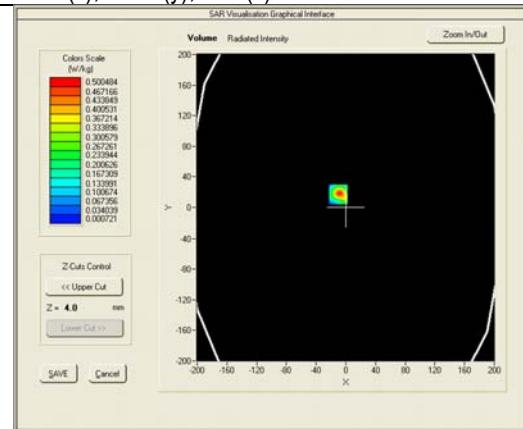 SAR Visualisation Graphical Interface
Volume Radiated Intensity
Zoom In/Out
Colors Scale
(W/kg)
0.500484
0.467166
0.433849
0.400531
0.367214
0.333896
0.300579
0.267261
0.233944
0.200626
0.167309
0.133991
0.100674
0.067356
0.034039
0.000721
Z-Cuts Control
<< Upper Cut
Z = 4.0 mm
Lower Cut >>
SAVE Cancel
200-
160-
120-
80-
40-
0-
-40-
-80-
-120-
-160-
-200-
Y
-200 -160 -120 -80 -40 0 40 80 120 160 200
X